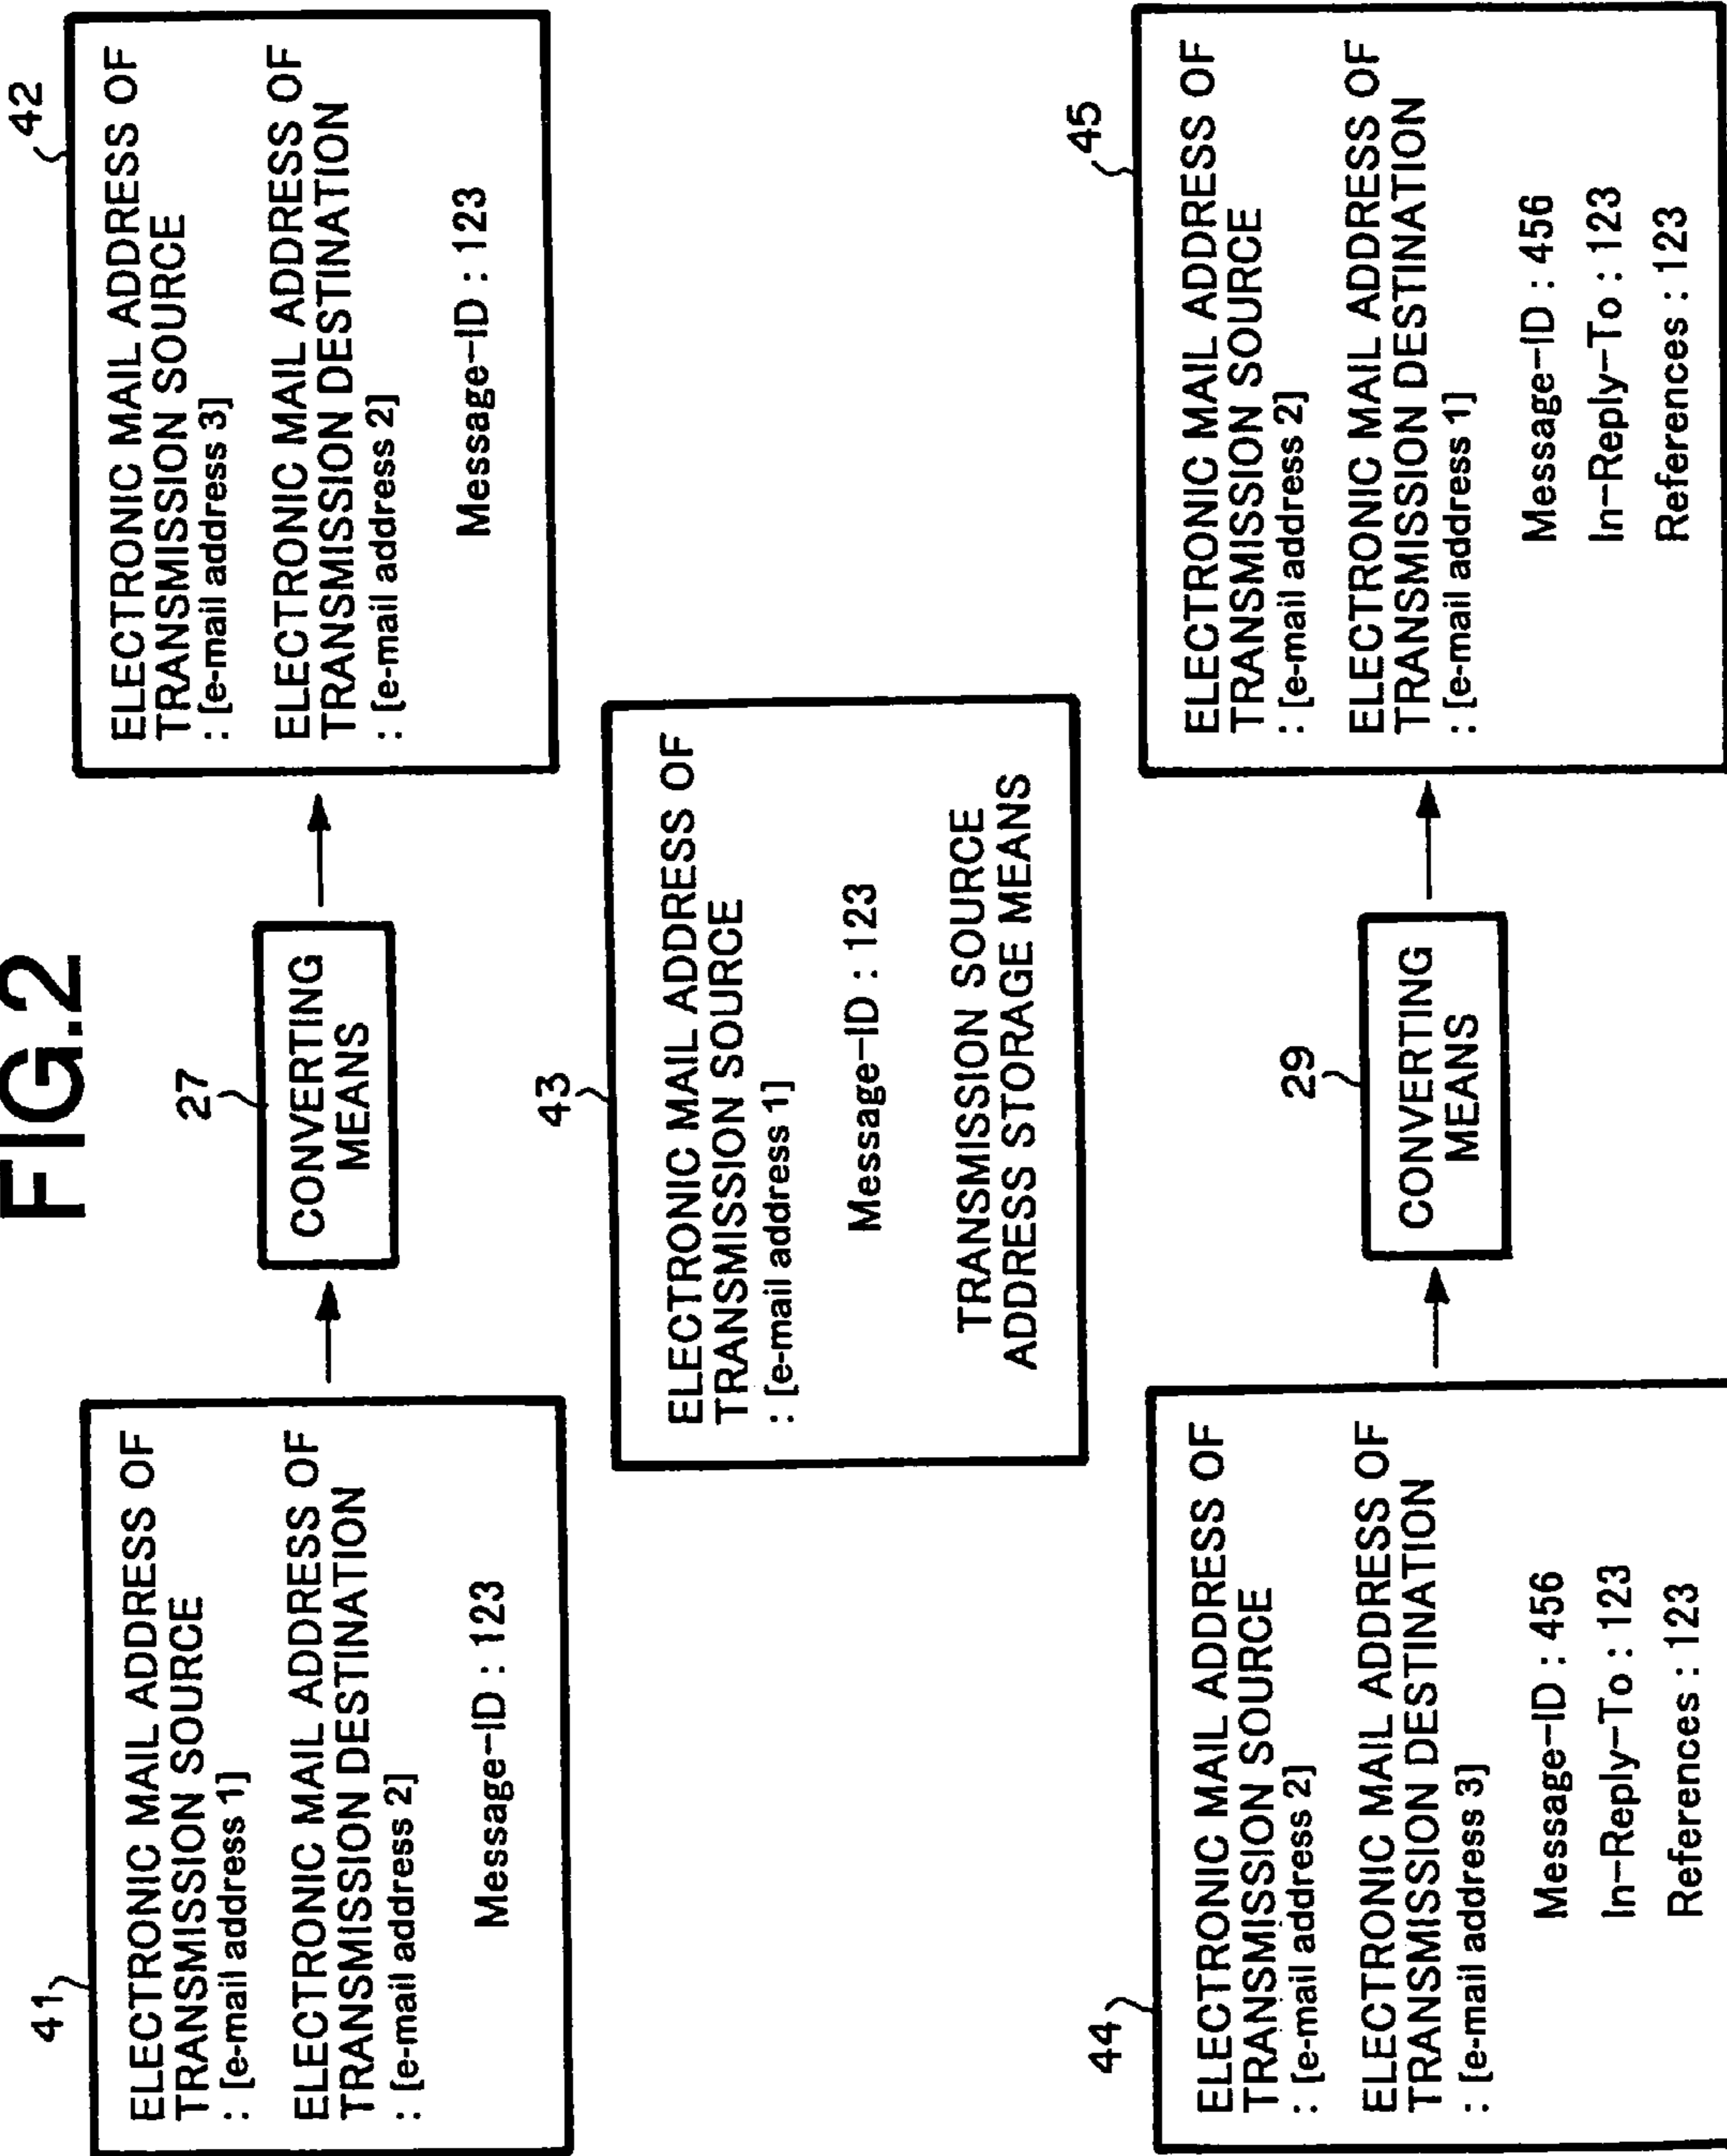 FIG.2
41
ELECTRONIC MAIL ADDRESS OF
TRANSMISSION SOURCE
: [e-mail address 1]
ELECTRONIC MAIL ADDRESS OF
TRANSMISSION DESTINATION
: [e-mail address 2]
Message-ID : 123
27
CONVERTING
MEANS
42
ELECTRONIC MAIL ADDRESS OF
TRANSMISSION SOURCE
: [e-mail address 3]
ELECTRONIC MAIL ADDRESS OF
TRANSMISSION DESTINATION
: [e-mail address 2]
Message-ID : 123
43
ELECTRONIC MAIL ADDRESS OF
TRANSMISSION SOURCE
: [e-mail address 1]
Message-ID : 123
TRANSMISSION SOURCE
ADDRESS STORAGE MEANS
44
ELECTRONIC MAIL ADDRESS OF
TRANSMISSION SOURCE
: [e-mail address 2]
ELECTRONIC MAIL ADDRESS OF
TRANSMISSION DESTINATION
: [e-mail address 3]
Message-ID : 456
In-Reply-To : 123
References : 123
29
CONVERTING
MEANS
45
ELECTRONIC MAIL ADDRESS OF
TRANSMISSION SOURCE
: [e-mail address 2]
ELECTRONIC MAIL ADDRESS OF
TRANSMISSION DESTINATION
: [e-mail address 1]
Message-ID : 456
In-Reply-To : 123
References : 123